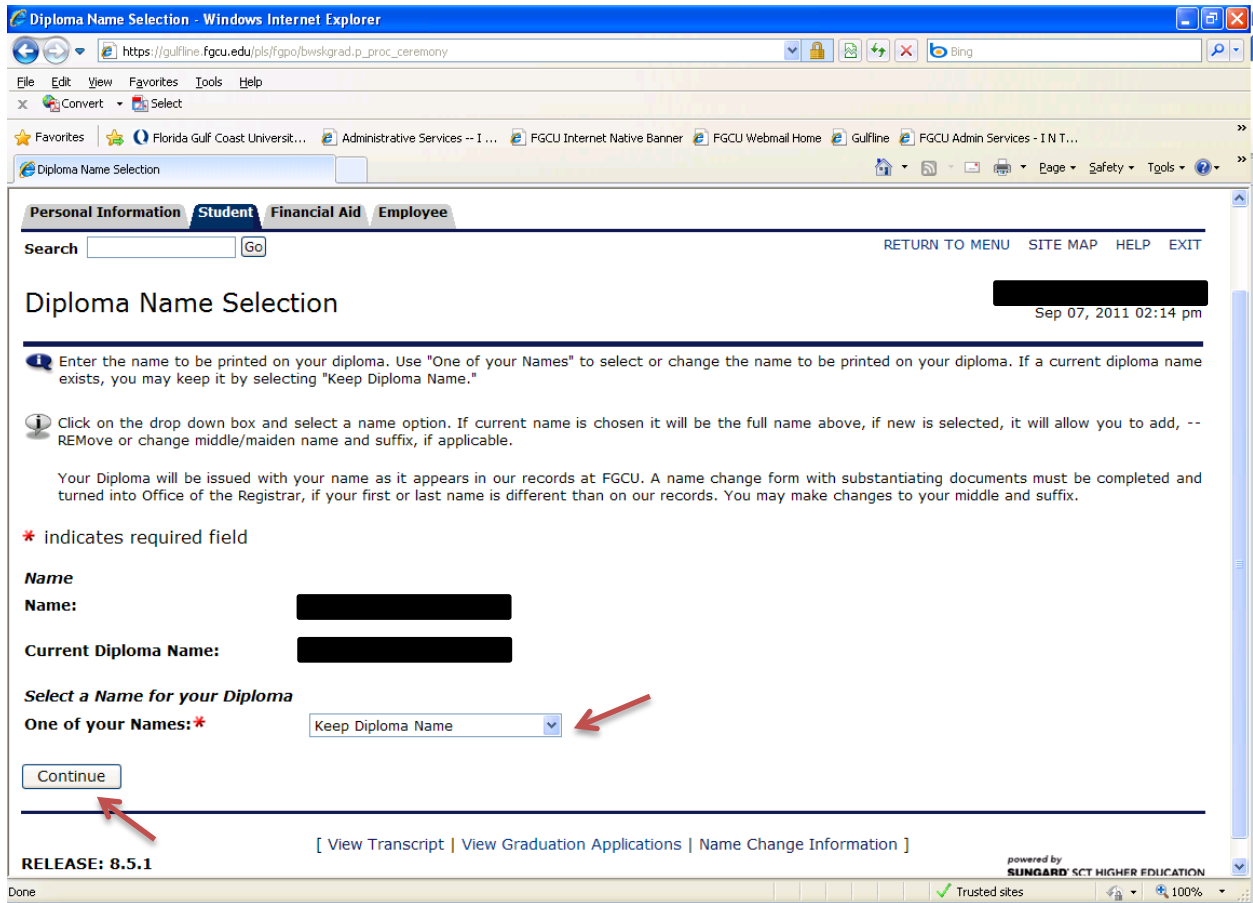 Diploma Name Selection - Windows Internet Explorer
https://gulfline.fgcu.edu/pls/fgpo/bwskgrad.p_proc_ceremony
Bing
File Edit View Favorites Tools Help
x Convert Select
Favorites Florida Gulf Coast Universit... Administrative Services -- I ... FGCU Internet Native Banner FGCU Webmail Home Gulfline FGCU Admin Services - I N T... »
Diploma Name Selection Page Safety Tools »
Personal Information Student Financial Aid Employee
Search Go RETURN TO MENU SITE MAP HELP EXIT
Diploma Name Selection
Sep 07, 2011 02:14 pm
Enter the name to be printed on your diploma. Use "One of your Names" to select or change the name to be printed on your diploma. If a current diploma name
exists, you may keep it by selecting "Keep Diploma Name."
Click on the drop down box and select a name option. If current name is chosen it will be the full name above, if new is selected, it will allow you to add, --
REMove or change middle/maiden name and suffix, if applicable.
Your Diploma will be issued with your name as it appears in our records at FGCU. A name change form with substantiating documents must be completed and
turned into Office of the Registrar, if your first or last name is different than on our records. You may make changes to your middle and suffix.
* indicates required field
Name
Name:
Current Diploma Name:
Select a Name for your Diploma
One of your Names:* Keep Diploma Name
Continue
[ View Transcript | View Graduation Applications | Name Change Information ]
RELEASE: 8.5.1
powered by
SUNGARD' SCT HIGHER EDUCATION
Done Trusted sites 100%